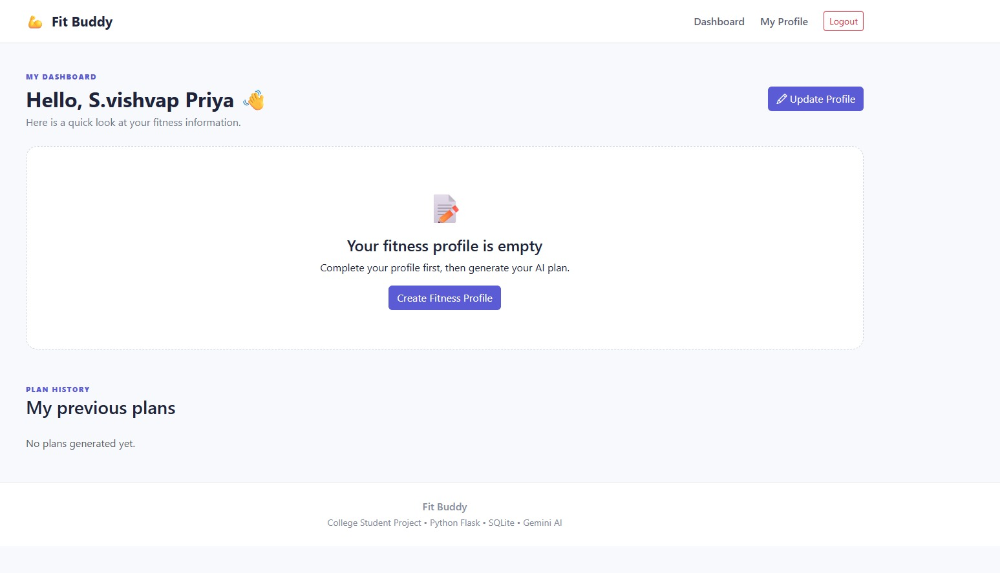 Fit Buddy
Dashboard
My Profile
Logout
MY DASHBOARD
Hello, S.vishvap Priya 👋
Here is a quick look at your fitness information.
Update Profile
Your fitness profile is empty
Complete your profile first, then generate your AI plan.
Create Fitness Profile
PLAN HISTORY
My previous plans
No plans generated yet.
Fit Buddy
College Student Project • Python Flask • SQLite • Gemini AI